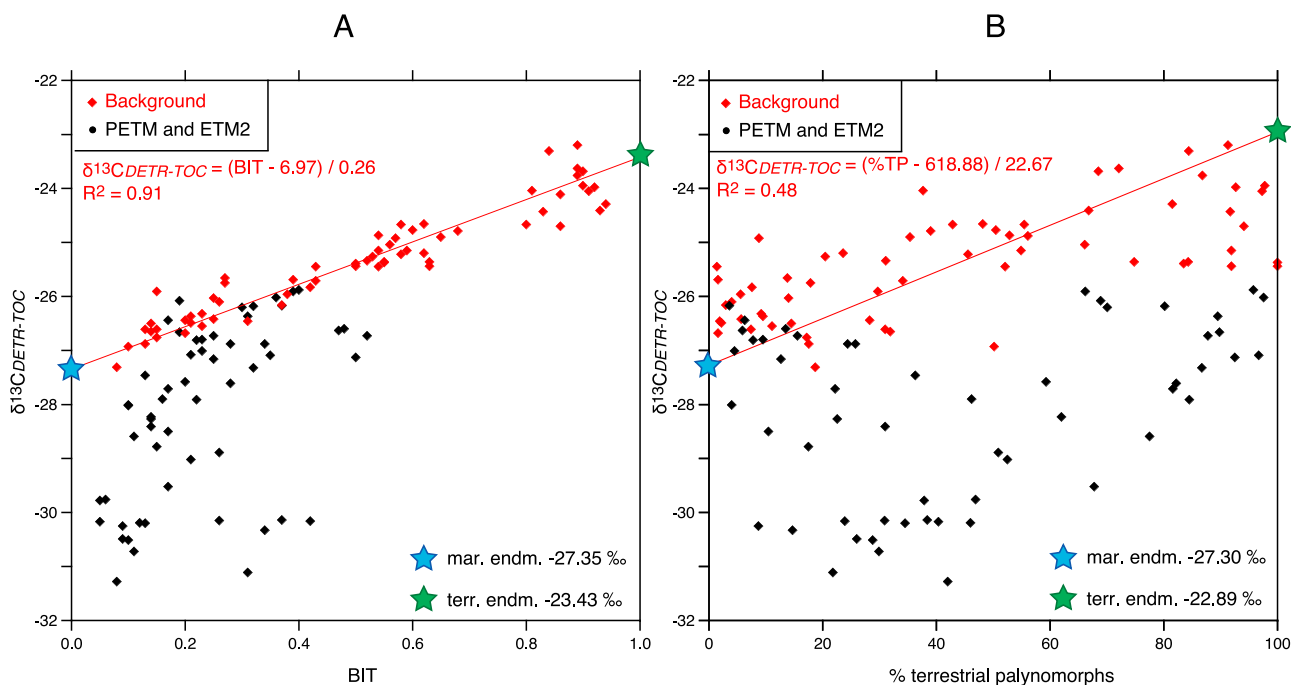 A
-22
-24
-26
-28
-30
-32
δ13CDETR-TOC
Background
PETM and ETM2
δ13CDETR-TOC = (BIT - 6.97) / 0.26
R2 = 0.91
mar. endm. -27.35 ‰
terr. endm. -23.43 ‰
0.0 0.2 0.4 0.6 0.8 1.0
BIT
B
-22
-24
-26
-28
-30
-32
δ13CDETR-TOC
Background
PETM and ETM2
δ13CDETR-TOC = (%TP - 618.88) / 22.67
R2 = 0.48
mar. endm. -27.30 ‰
terr. endm. -22.89 ‰
0 20 40 60 80 100
% terrestrial palynomorphs